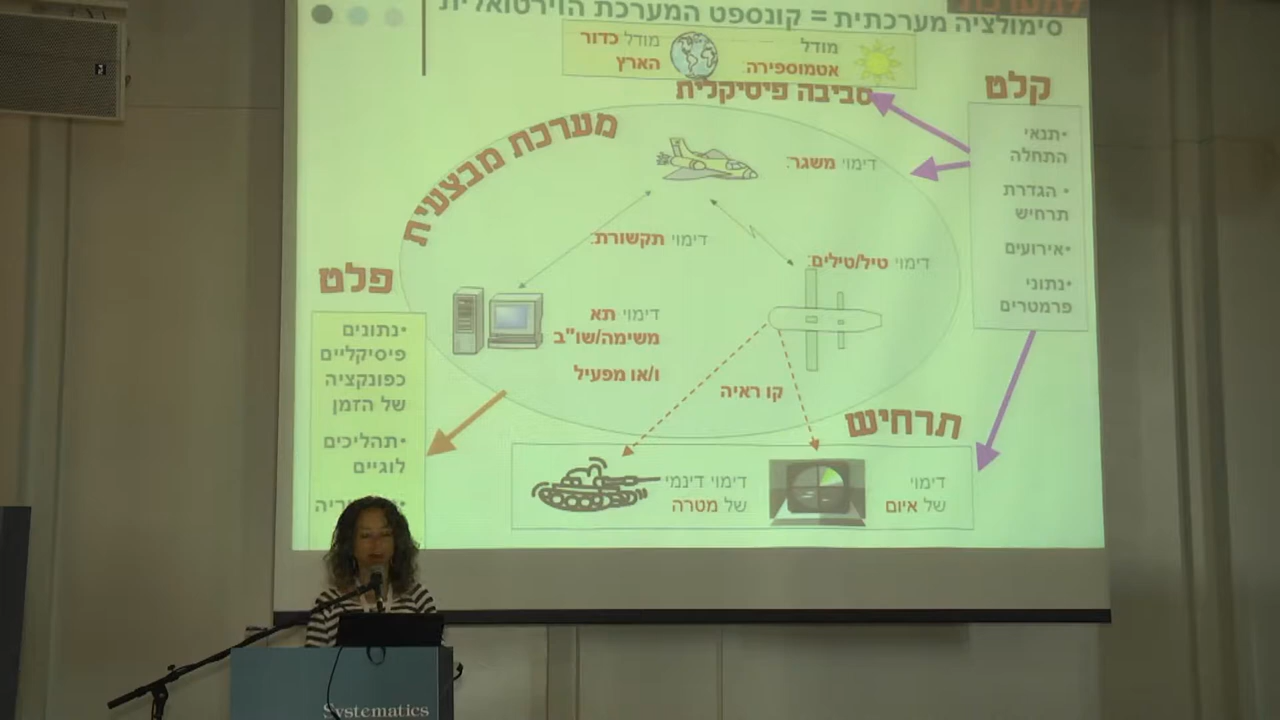 סימולציה מערכתית = קונספט המערכת הוירטואלית
מודל
אטמוספירה
מודל כדור
הארץ
סביבה פיסיקלית
קלט
•תנאי
התחלה
• הגדרת
תרחיש
•אירועים
•נתוני
פרמטרים
מערכת מבצעית
דימוי משגר:
דימוי תקשורת:
דימוי טיל/טילים:
דימוי תא
משימה/שו"ב
ו/או מפעיל
קו ראיה
פלט
•נתונים
פיסיקליים
כפונקציה
של הזמן
•תהליכים
לוגיים
תרחיש
דימוי
של איום
דימוי דינמי
של מטרה
Systematics